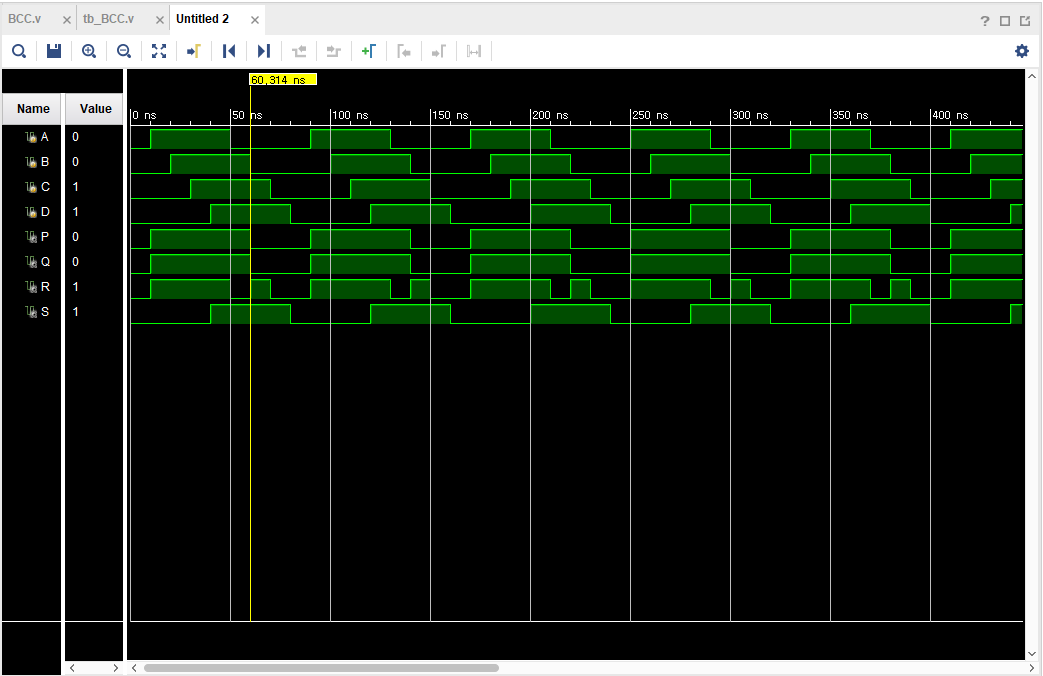 BCC.v × tb_BCC.v × Untitled 2 ×
?
60,314 ns
Name Value
0 ns 50 ns 100 ns 150 ns 200 ns 250 ns 300 ns 350 ns 400 ns
A 0
B 0
C 1
D 1
P 0
Q 0
R 1
S 1